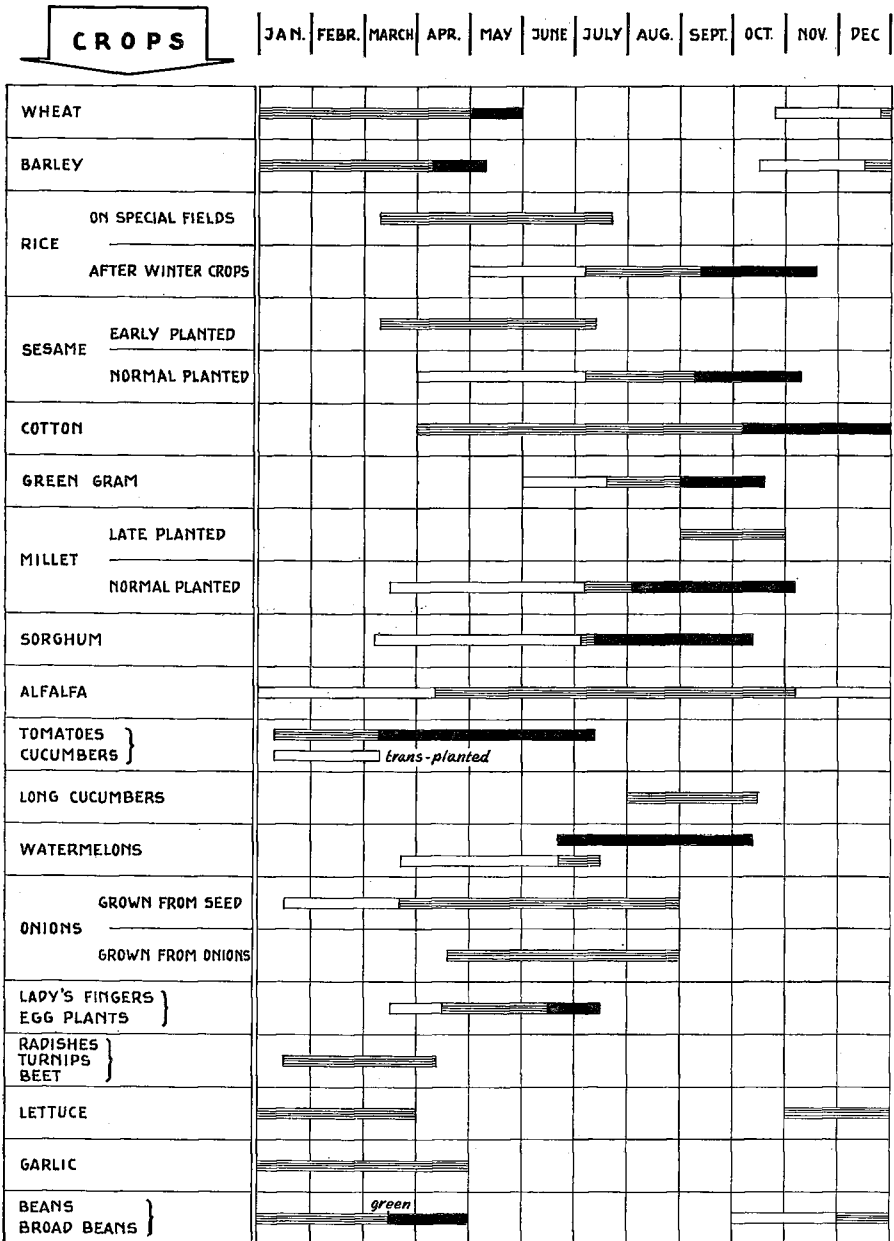 CROPS
JAN. FEBR. MARCH APR. MAY JUNE JULY AUG. SEPT. OCT. NOV. DEC
WHEAT
BARLEY
RICE
ON SPECIAL FIELDS
AFTER WINTER CROPS
SESAME
EARLY PLANTED
NORMAL PLANTED
COTTON
GREEN GRAM
MILLET
LATE PLANTED
NORMAL PLANTED
SORGHUM
ALFALFA
TOMATOES
CUCUMBERS
trans-planted
LONG CUCUMBERS
WATERMELONS
ONIONS
GROWN FROM SEED
GROWN FROM ONIONS
LADY'S FINGERS
EGG PLANTS
RADISHES
TURNIPS
BEET
LETTUCE
GARLIC
BEANS
BROAD BEANS
green